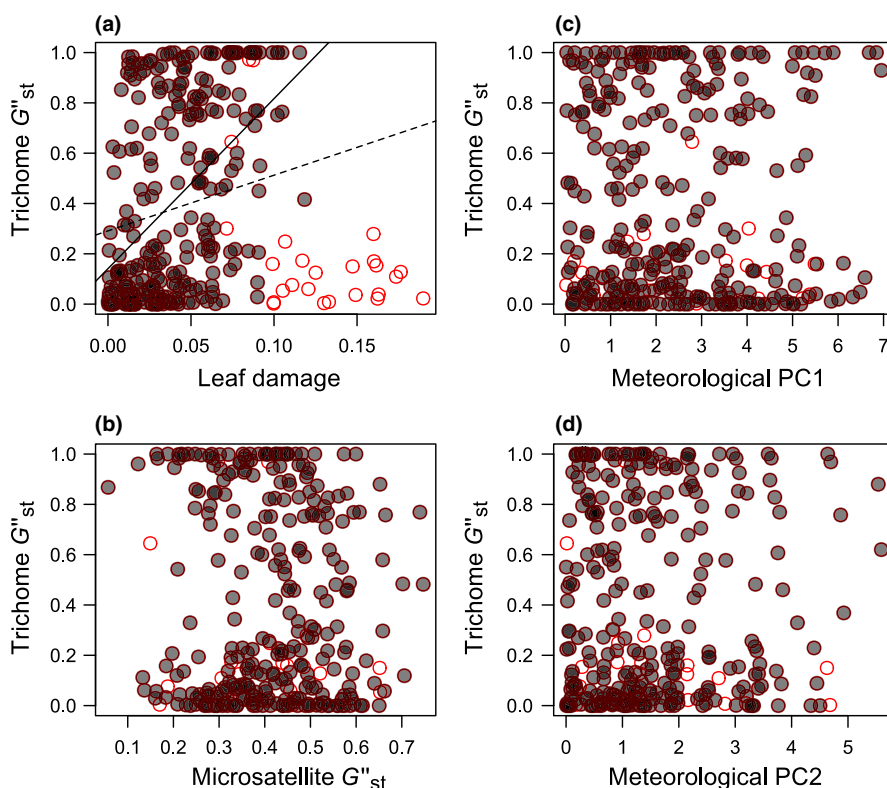 (a)
Trichome G"st
1.0
0.8
0.6
0.4
0.2
0.0
0.00 0.05 0.10 0.15
Leaf damage
(c)
Trichome G"st
1.0
0.8
0.6
0.4
0.2
0.0
0 1 2 3 4 5 6 7
Meteorological PC1
(b)
Trichome G"st
1.0
0.8
0.6
0.4
0.2
0.0
0.1 0.2 0.3 0.4 0.5 0.6 0.7
Microsatellite G"st
(d)
Trichome G"st
1.0
0.8
0.6
0.4
0.2
0.0
0 1 2 3 4 5
Meteorological PC2